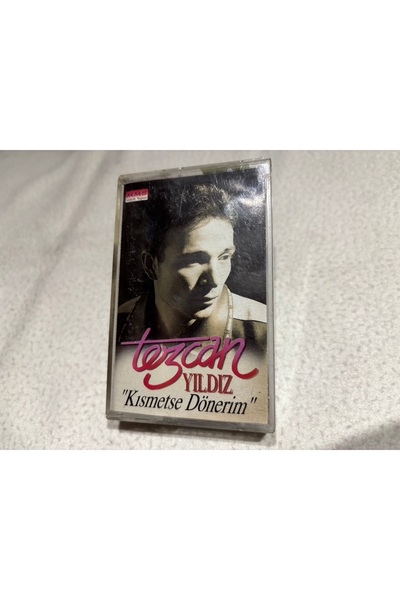 tezcan
YILDIZ
"Kısmetse Dönerim"